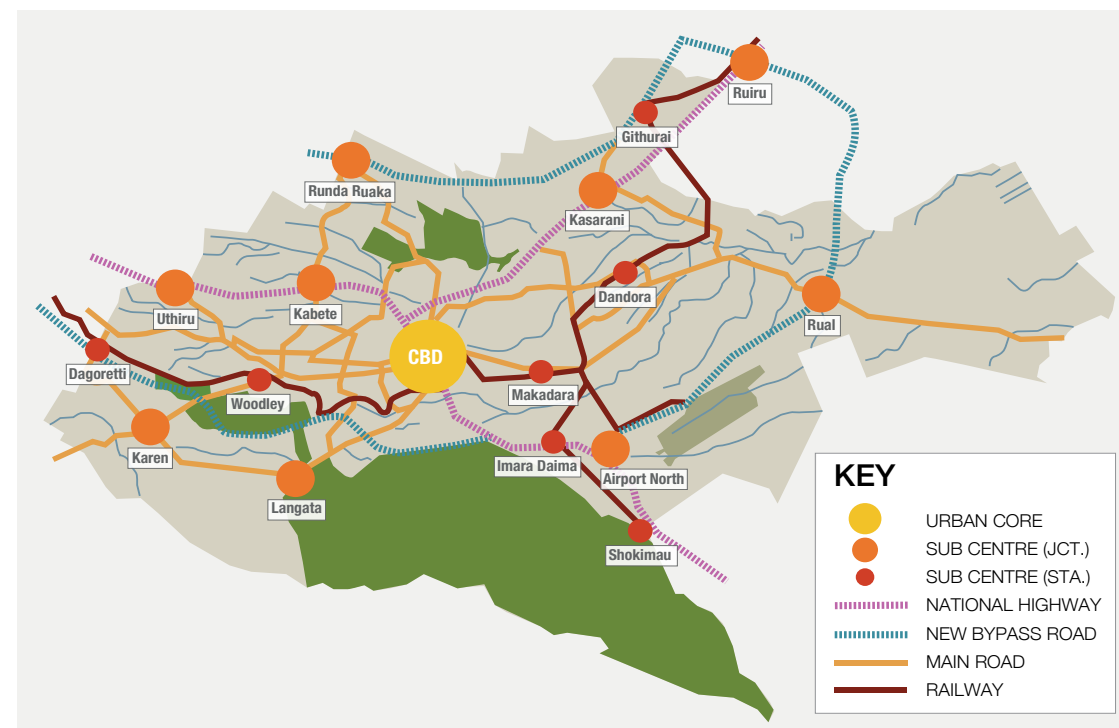 Ruiru
Githurai
Runda Ruaka
Kasarani
Dandora
Uthiru
Kabete
Rual
CBD
Dagoretti
Woodley
Makadara
Karen
Imara Daima
Airport North
Langata
Shokimau
KEY
URBAN CORE
SUB CENTRE (JCT.)
SUB CENTRE (STA.)
NATIONAL HIGHWAY
NEW BYPASS ROAD
MAIN ROAD
RAILWAY